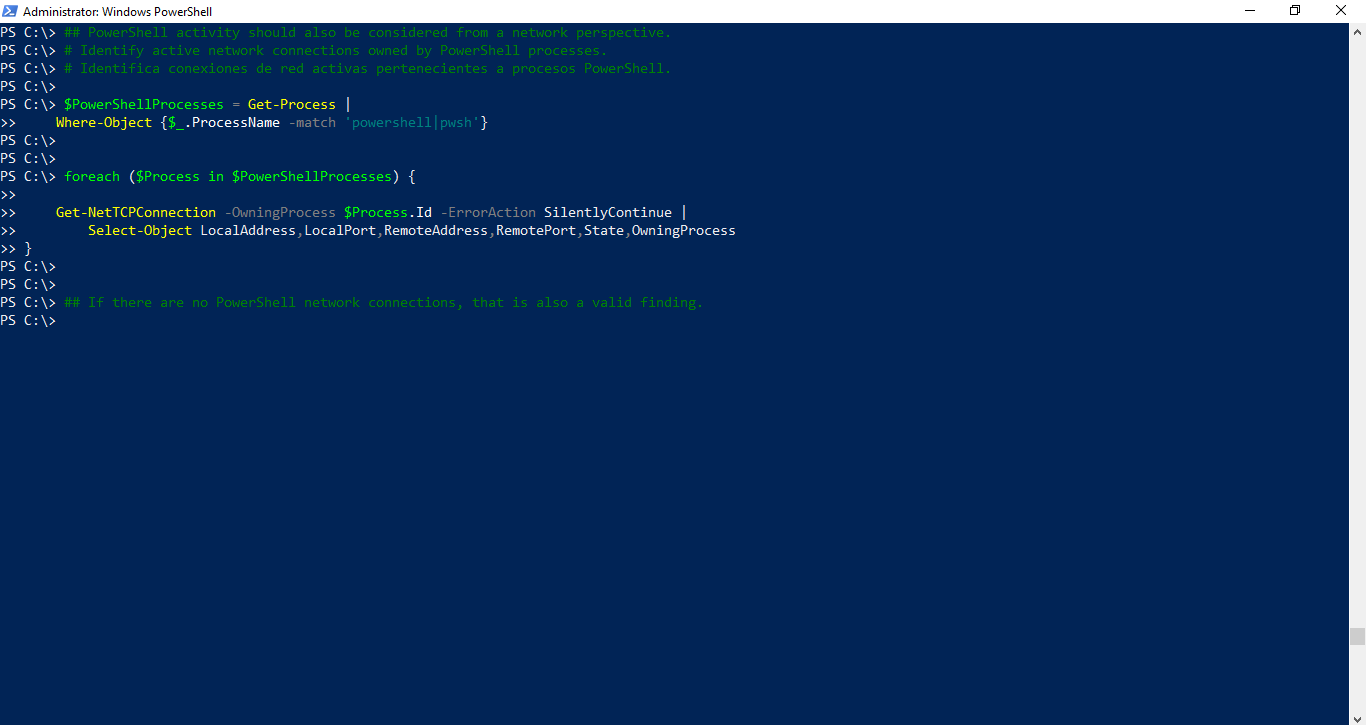 Administrator: Windows PowerShell
PS C:\> ## PowerShell activity should also be considered from a network perspective.
PS C:\> # Identify active network connections owned by PowerShell processes.
PS C:\> # Identifica conexiones de red activas pertenecientes a procesos PowerShell.
PS C:\>
PS C:\> $PowerShellProcesses = Get-Process |
>>     Where-Object {$_.ProcessName -match 'powershell|pwsh'}
PS C:\>
PS C:\>
PS C:\> foreach ($Process in $PowerShellProcesses) {
>>
>>     Get-NetTCPConnection -OwningProcess $Process.Id -ErrorAction SilentlyContinue |
>>         Select-Object LocalAddress,LocalPort,RemoteAddress,RemotePort,State,OwningProcess
>> }
PS C:\>
PS C:\>
PS C:\> ## If there are no PowerShell network connections, that is also a valid finding.
PS C:\>